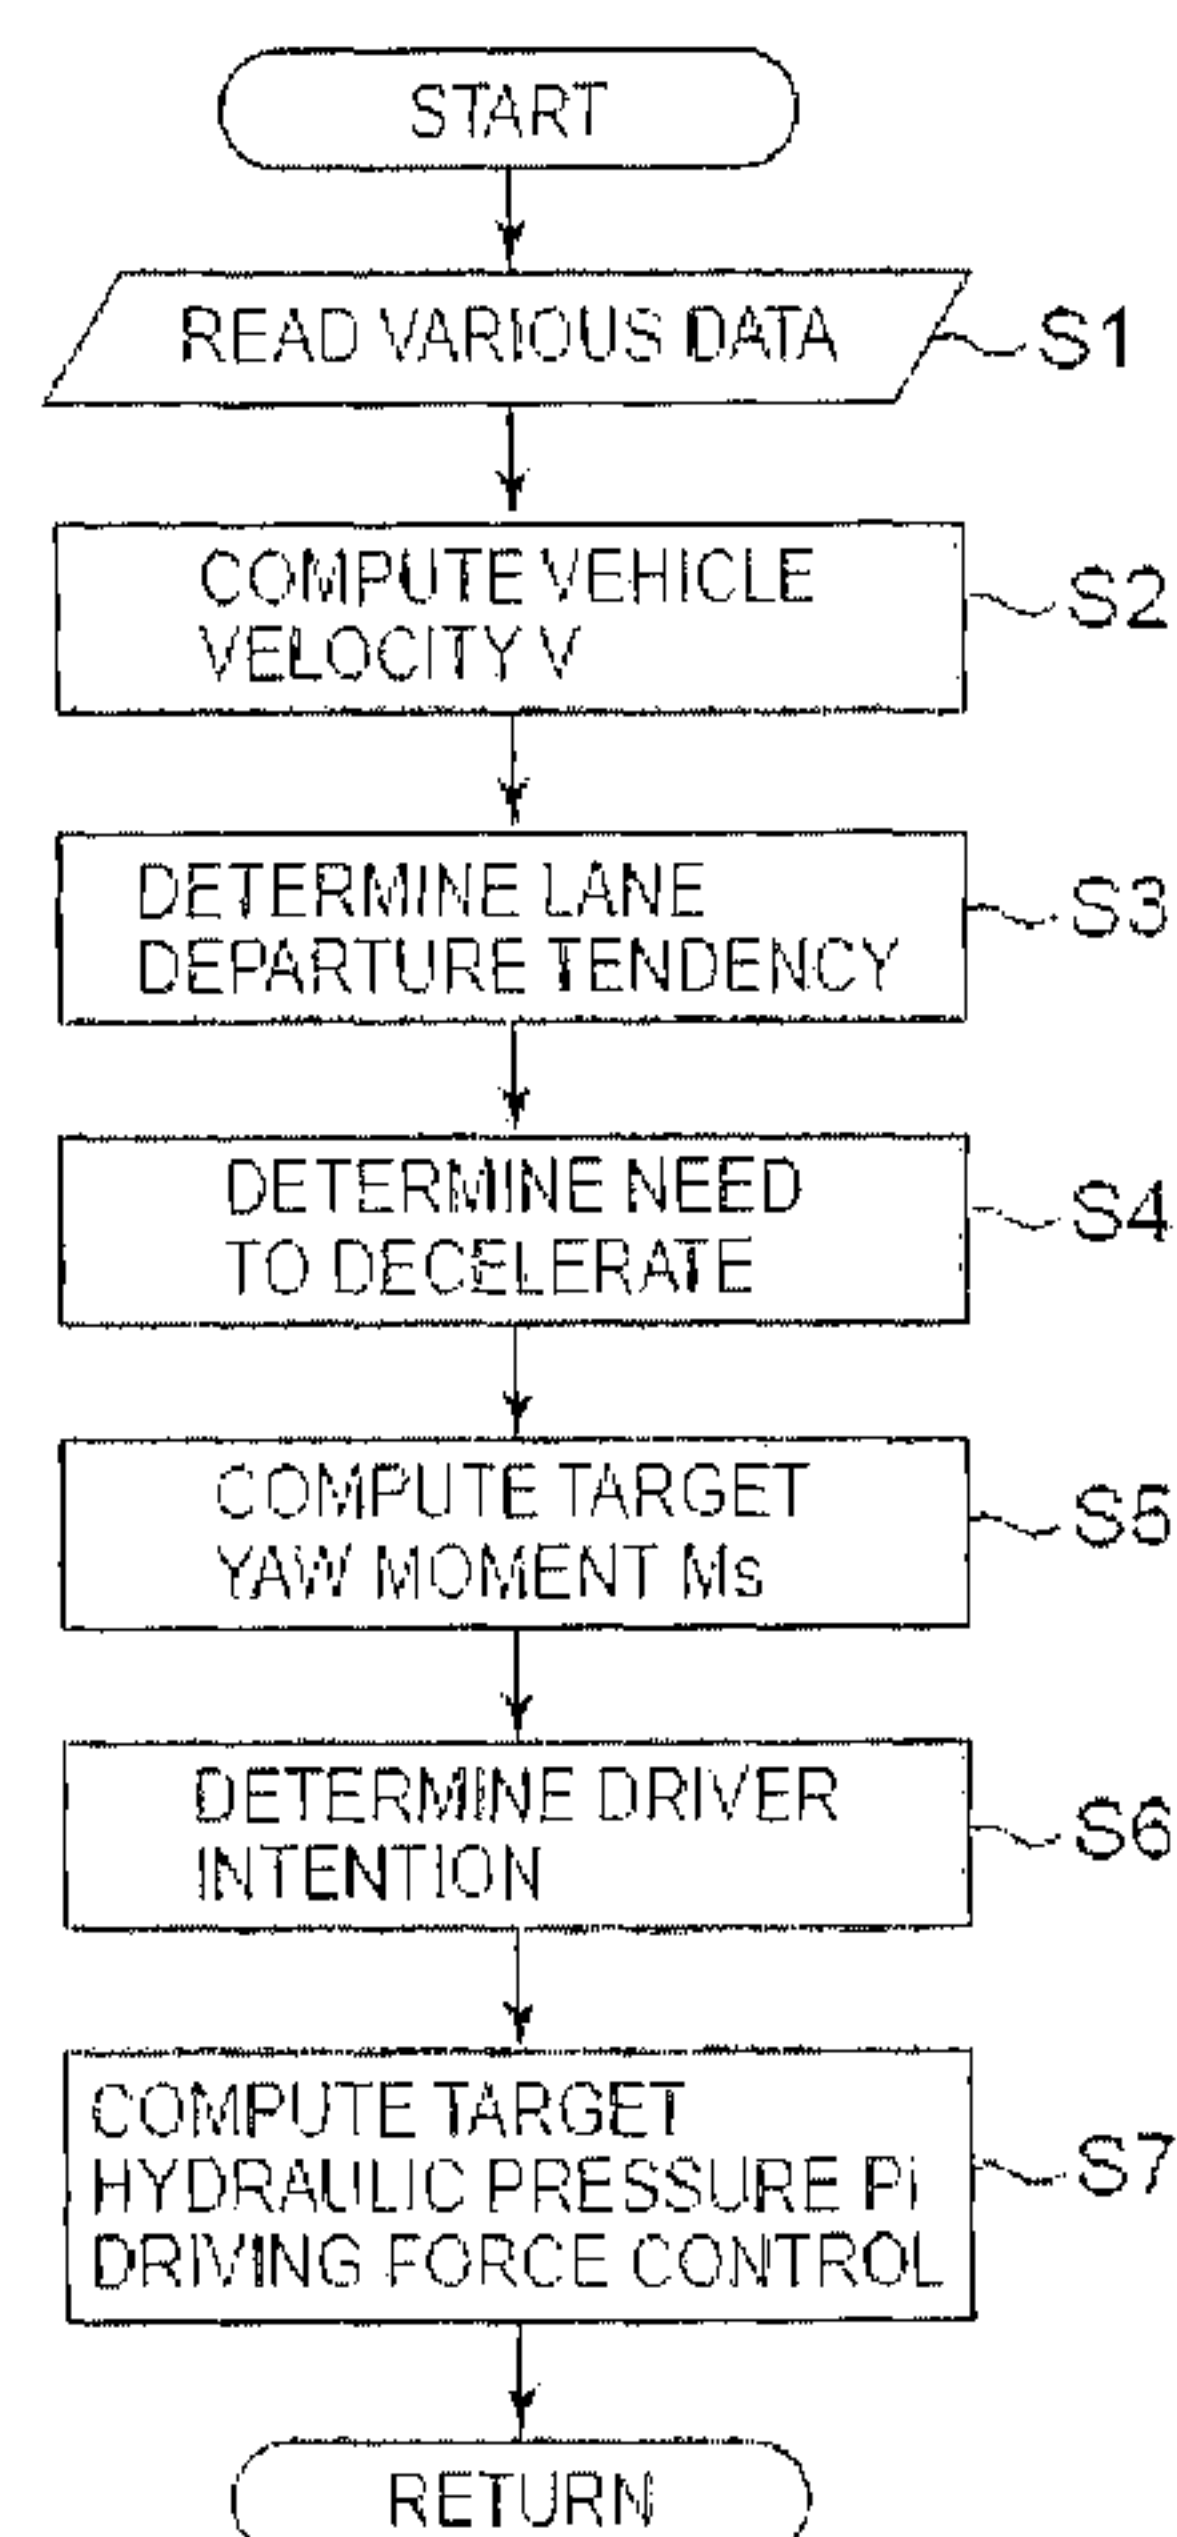 START
READ VARIOUS DATA
S1
COMPUTE VEHICLE
VELOCITY V
S2
DETERMINE LANE
DEPARTURE TENDENCY
S3
DETERMINE NEED
TO DECELERATE
S4
COMPUTE TARGET
YAW MOMENT Ms
S5
DETERMINE DRIVER
INTENTION
S6
COMPUTE TARGET
HYDRAULIC PRESSURE Pi
DRIVING FORCE CONTROL
S7
RETURN